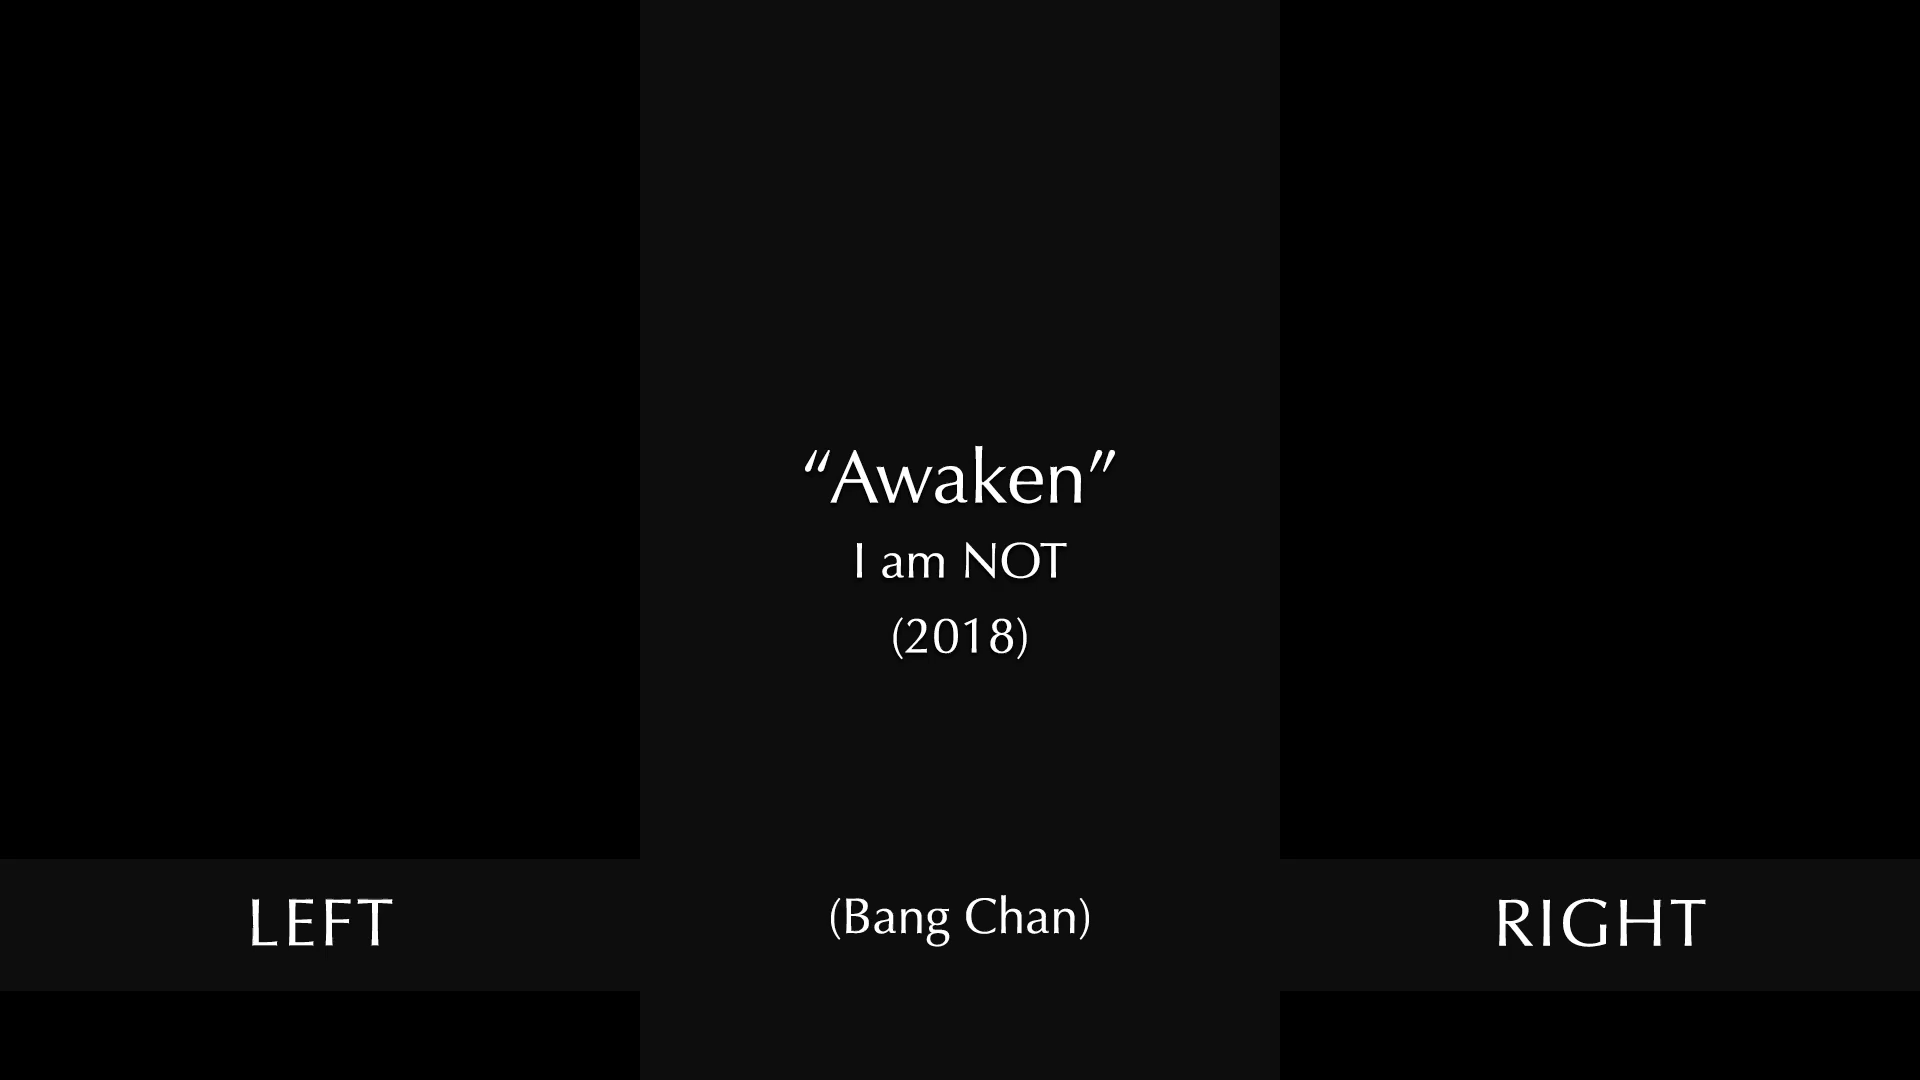 “Awaken”
I am NOT
(2018)
LEFT
(Bang Chan)
RIGHT